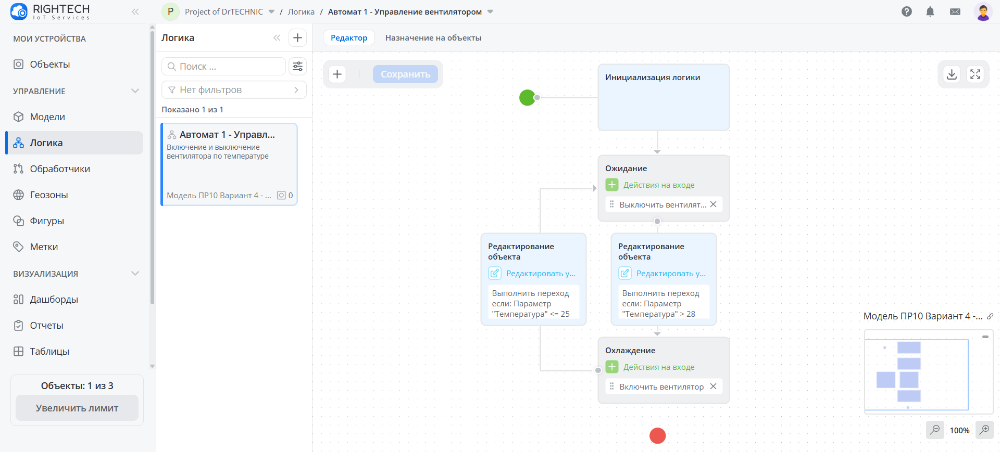 RIGHTECH
IoT Services
МОИ УСТРОЙСТВА
Объекты
УПРАВЛЕНИЕ
Модели
Логика
Обработчики
Геозоны
Фигуры
Метки
ВИЗУАЛИЗАЦИЯ
Дашборды
Отчеты
Таблицы
Объекты: 1 из 3
Увеличить лимит
P Project of DrTECHNIC / Логика / Автомат 1 - Управление вентилятором
Логика
Поиск ...
Нет фильтров
Показано 1 из 1
Автомат 1 - Управл...
Включение и выключение
вентилятора по температуре
Модель ПР10 Вариант 4 - ... 0
Редактор Назначение на объекты
Сохранить
Инициализация логики
Ожидание
Действия на входе
Выключить вентилят...
Редактирование
объекта
Редактировать у...
Выполнить переход
если: Параметр
"Температура" <= 25
Редактирование
объекта
Редактировать у...
Выполнить переход
если: Параметр
"Температура" > 28
Охлаждение
Действия на входе
Включить вентилятор
Модель ПР10 Вариант 4 -...
100%